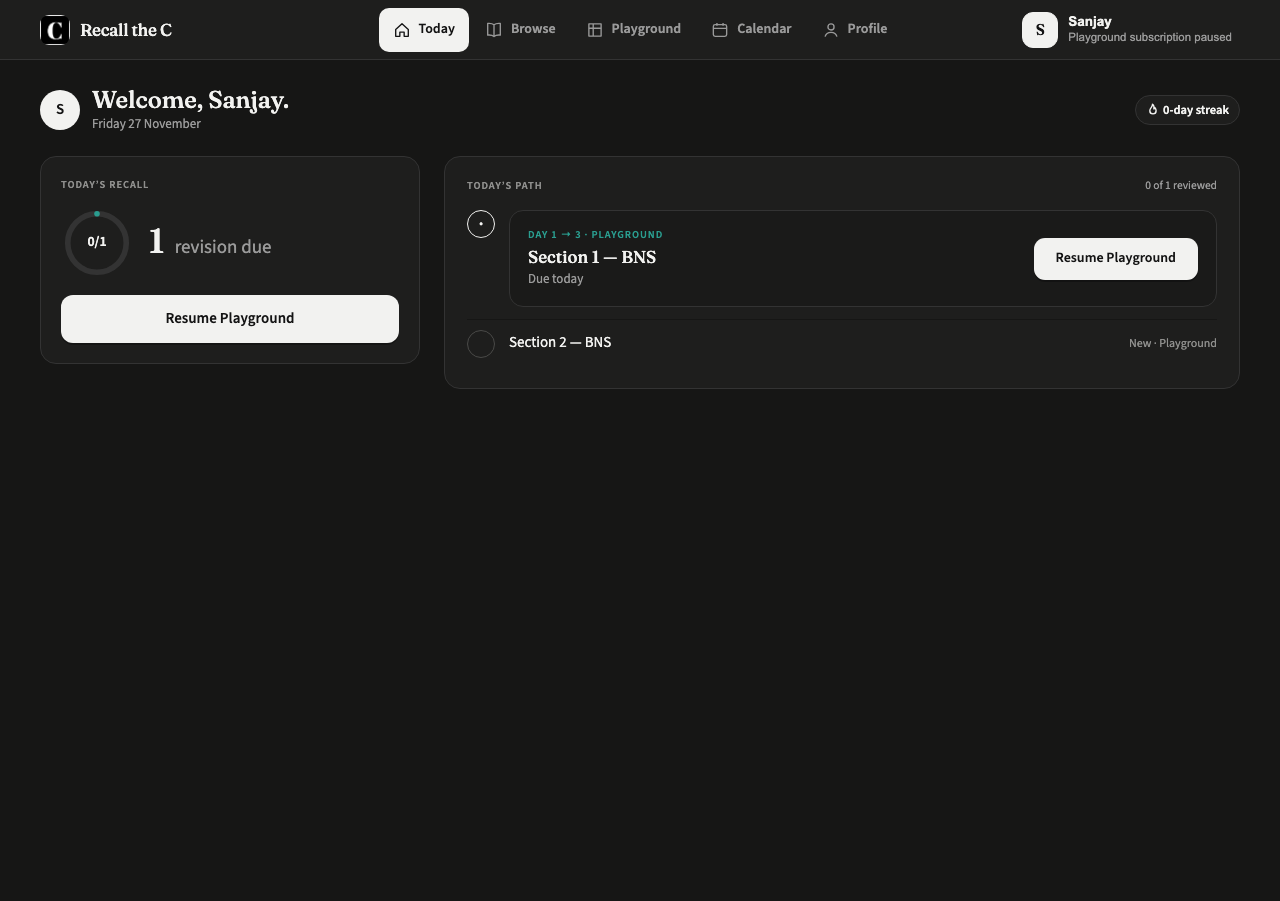 C Recall the C
Today
Browse
Playground
Calendar
Profile
S
Sanjay
Playground subscription paused
S
Welcome, Sanjay.
Friday 27 November
0-day streak
TODAY'S RECALL
0/1
1 revision due
Resume Playground
TODAY'S PATH
0 of 1 reviewed
DAY 1 → 3 · PLAYGROUND
Section 1 — BNS
Due today
Resume Playground
Section 2 — BNS
New · Playground